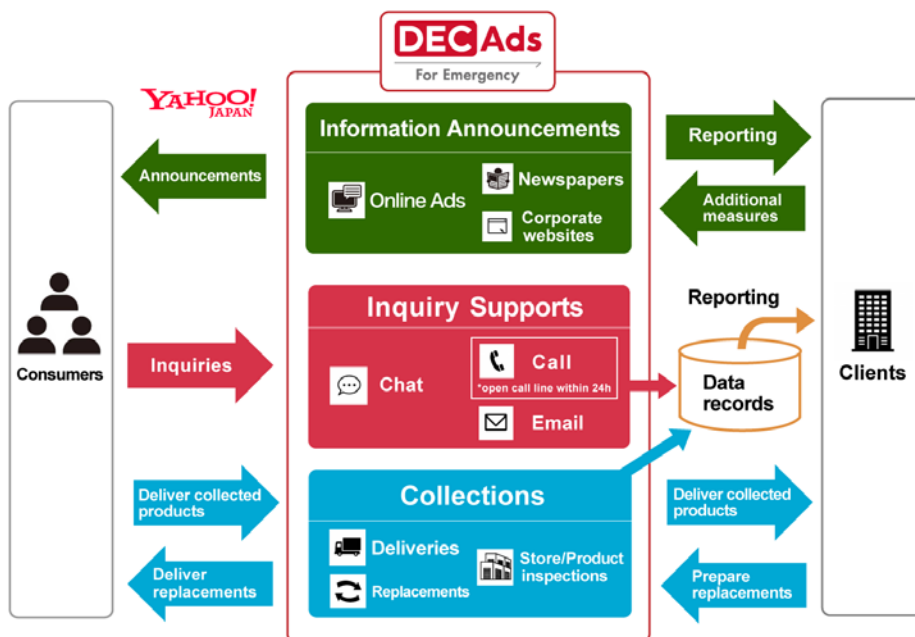 DEC Ads
For Emergency
YAHOO!
JAPAN
Announcements
Information Announcements
Online Ads
Newspapers
Corporate
websites
Reporting
Additional
measures
Consumers
Inquiries
Inquiry Supports
Chat
Call
*open call line within 24h
Email
Reporting
Data
records
Clients
Deliver collected
products
Deliver
replacements
Collections
Deliveries
Replacements
Store/Product
inspections
Deliver collected
products
Prepare
replacements